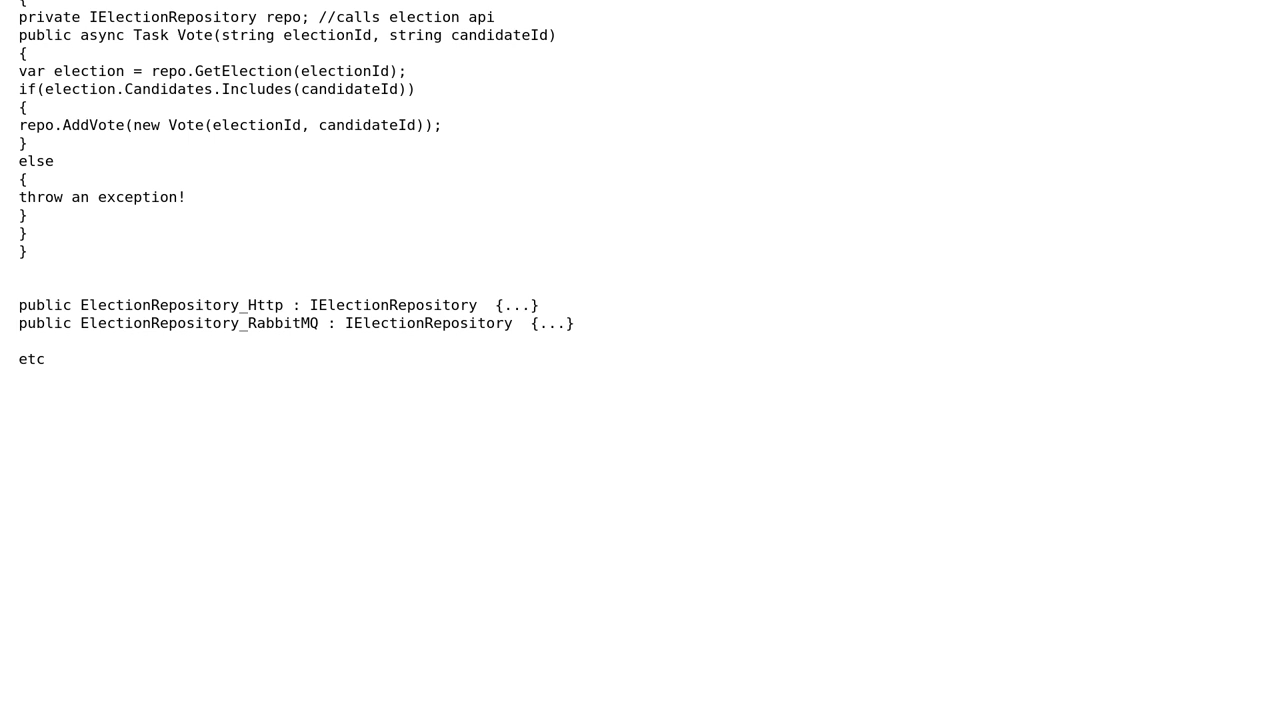 {
private IElectionRepository repo; //calls election api
public async Task Vote(string electionId, string candidateId)
{
var election = repo.GetElection(electionId);
if(election.Candidates.Includes(candidateId))
{
repo.AddVote(new Vote(electionId, candidateId));
}
else
{
throw an exception!
}
}
}
public ElectionRepository_Http : IElectionRepository  {...}
public ElectionRepository_RabbitMQ : IElectionRepository  {...}
etc